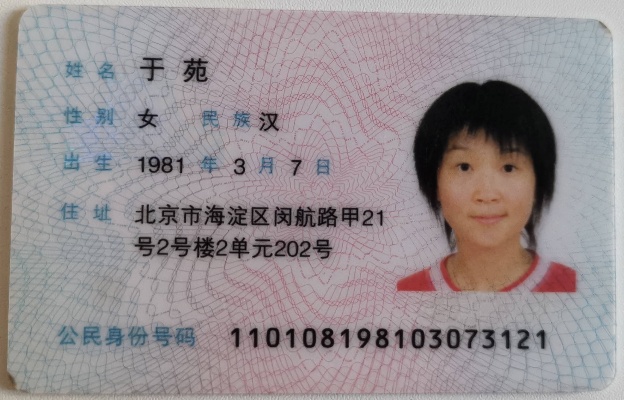 姓名 于苑
性别 女 民族 汉
出生 1981 年 3 月 7 日
住址 北京市海淀区闵航路甲21
号2号楼2单元202号
公民身份号码 110108198103073121